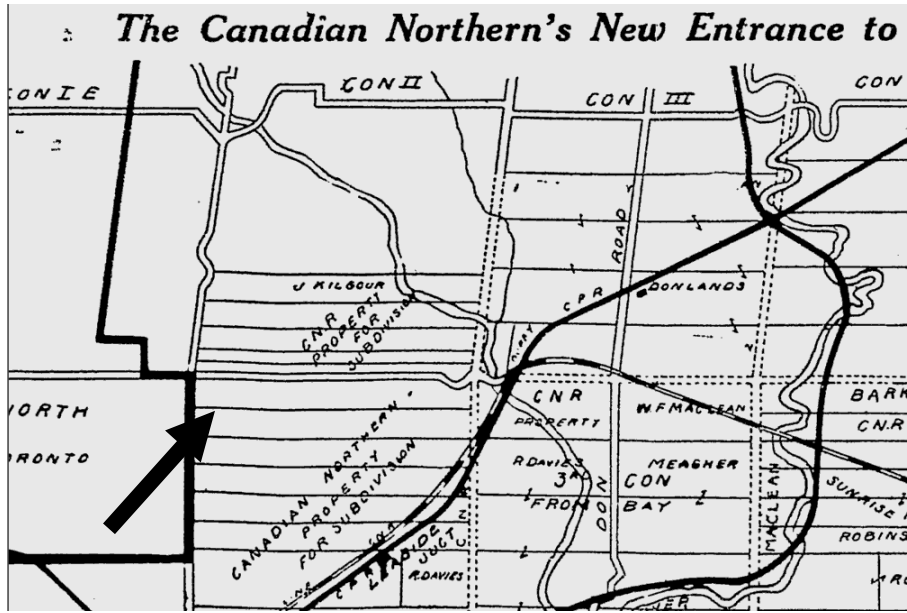 The Canadian Northern's New Entrance to
CON I E
CON II
CON III
CON
ROAD
J KILGOUR
C.N.R
PROPERTY
FOR
SUBDIVISION
CPR
DONLANDS
NORTH
RONTO
CNR
PROPERTY
W.F. MACLEAN
BARK
C.N.R
CANADIAN NORTHERN
PROPERTY
FOR SUBDIVISION
R. DAVIES
MEAGHER
3RD CON
FROM BAY
DON
MACLEAN
SUNRISE
ROBINS
C.N.R
C.P.R
LEASIDE
JUCT
R.DAVIES